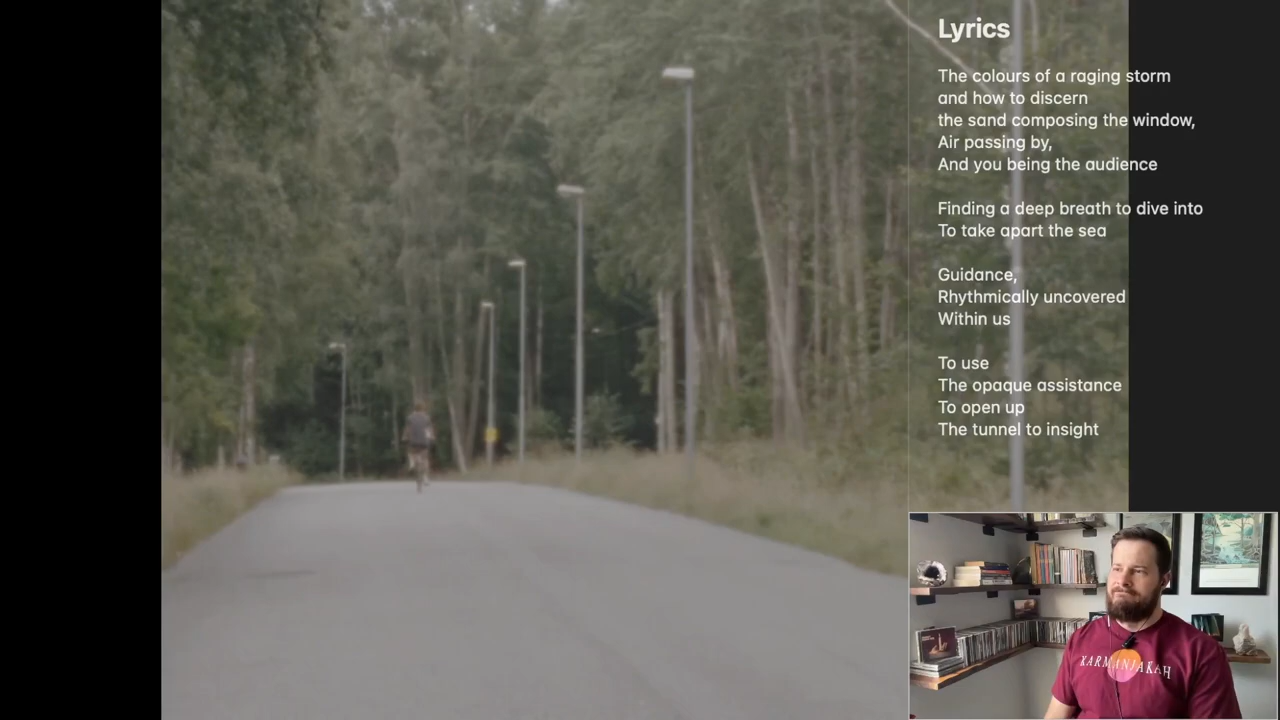 Lyrics
The colours of a raging storm
and how to discern
the sand composing the window,
Air passing by,
And you being the audience
Finding a deep breath to dive into
To take apart the sea
Guidance,
Rhythmically uncovered
Within us
To use
The opaque assistance
To open up
The tunnel to insight
KARMANJAKAH